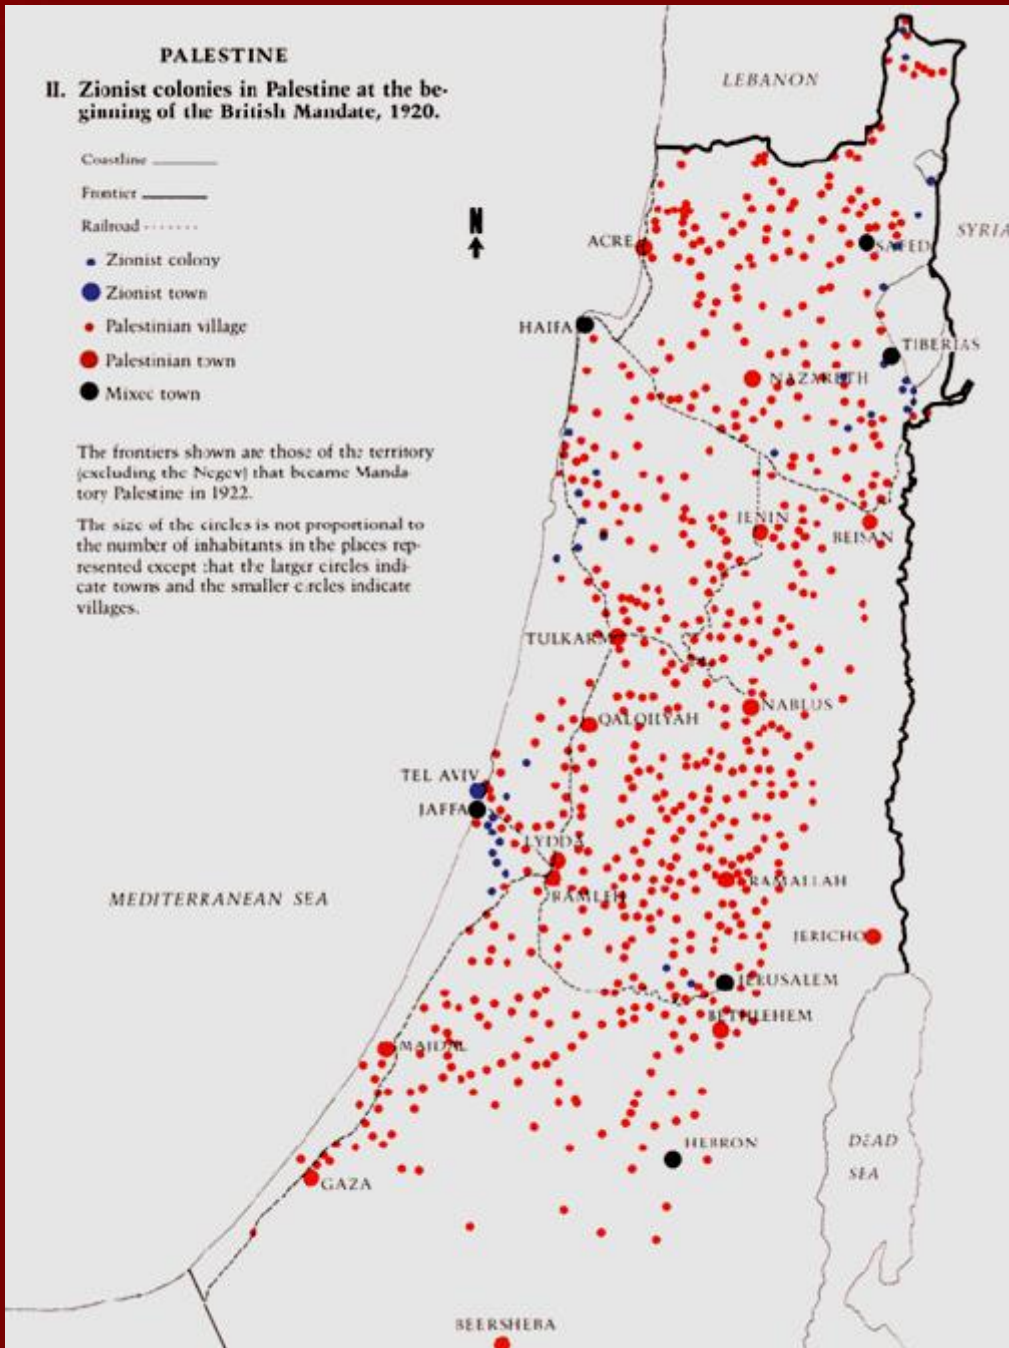 PALESTINE
II. Zionist colonies in Palestine at the be-
ginning of the British Mandate, 1920.
Coastline
Frontier
Railroad
Zionist colony
Zionist town
Palestinian village
Palestinian town
Mixec town
The frontiers shown are those of the territory
(excluding the Negev) that became Manda-
tory Palestine in 1922.
The size of the circles is not proportional to
the number of inhabitants in the places rep-
resented except that the larger circles indi-
cate towns and the smaller circles indicate
villages.
N
LEBANON
SYRIA
ACRE
SAFED
HAIFA
TIBERIAS
NAZARETH
JENIN
BEISAN
TULKARM
NABLUS
QALQILYAH
TEL AVIV
JAFFA
LYDDA
RAMALLAH
RAMLEH
MEDITERRANEAN SEA
JERICHO
JERUSALEM
BETHLEHEM
MAJDAL
HEBRON
DEAD
SEA
GAZA
BEERSHEBA